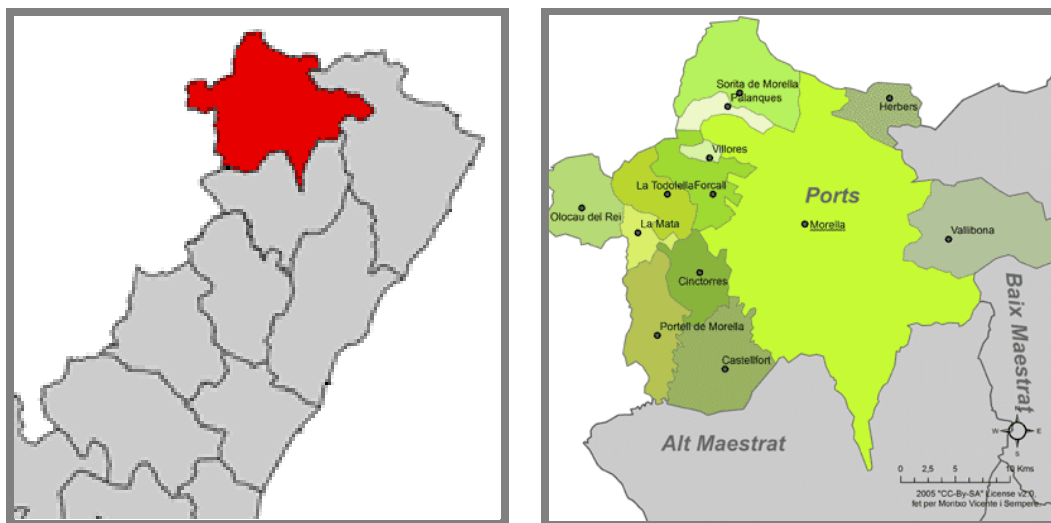 Sorita de Morella
Palanques
Herbers
Villores
La Todolella
Forcall
Ports
Olocau del Rei
La Mata
Morella
Vallibona
Cinctorres
Baix Maestrat
Portell de Morella
Castellfort
Alt Maestrat
W
E
S
0 2,5 5 10 Kms
2005 "CC-By-SA" License v2.0.
fet per Montxo Vicente i Sempere.